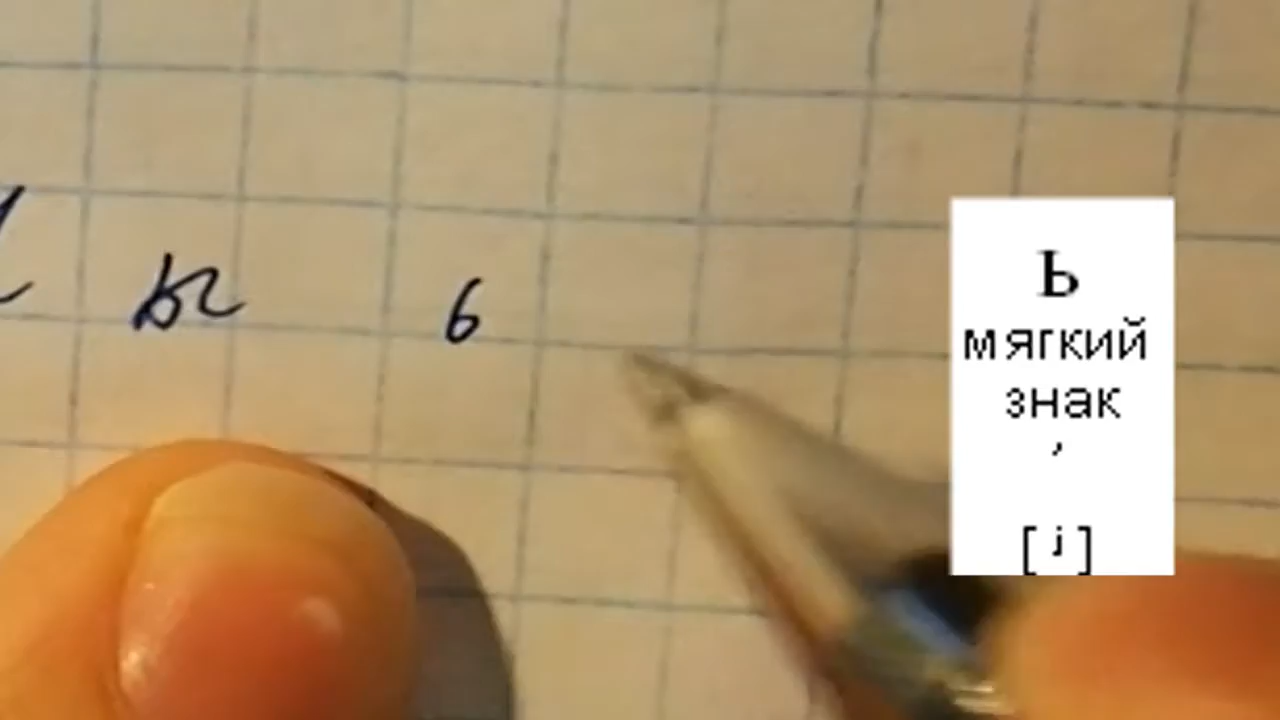 ы ь
Ь
мягкий
знак
’
[ʲ]